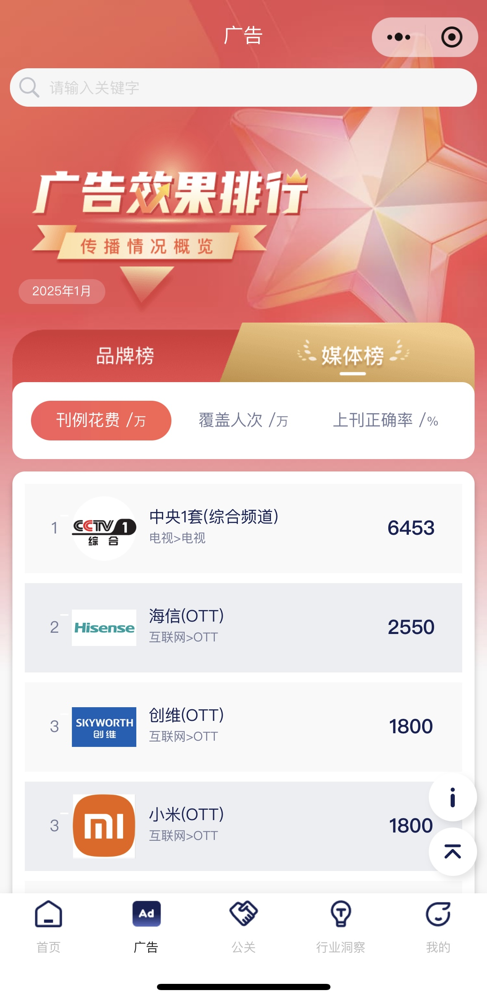 广告
请输入关键字
广告效果排行
传播情况概览
2025年1月
品牌榜
媒体榜
刊例花费 /万
覆盖人次 /万
上刊正确率 /%
1
CCTV 1
综合
中央1套(综合频道)
电视>电视
6453
2
Hisense
海信(OTT)
互联网>OTT
2550
3
SKYWORTH
创维
创维(OTT)
互联网>OTT
1800
3
mi
小米(OTT)
互联网>OTT
1800
Ad
首页
广告
公关
行业洞察
我的